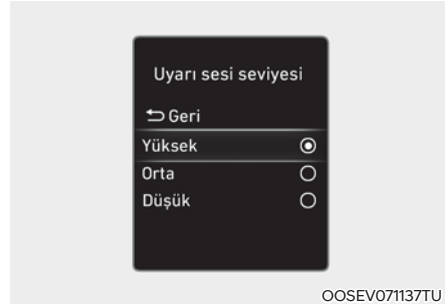 Uyarı sesi seviyesi
Geri
Yüksek
Orta
Düşük
OOSEV071137TU